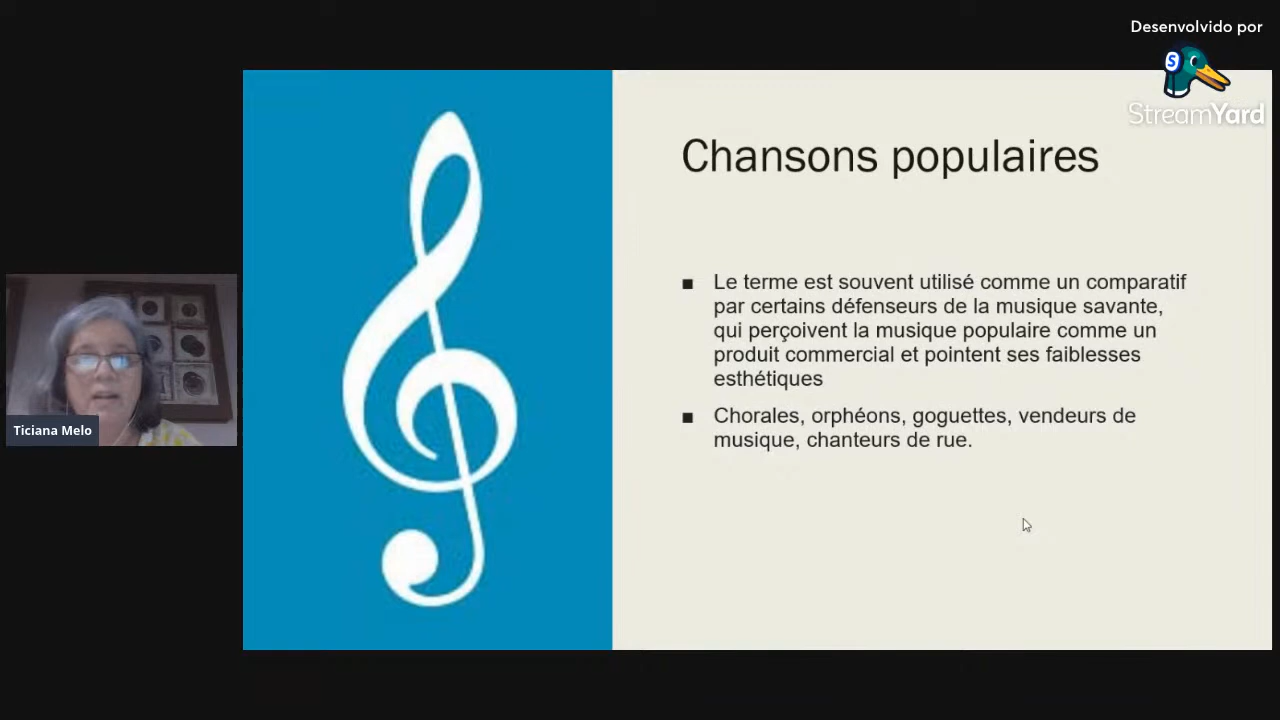 Desenvolvido por
S
StreamYard
Chansons populaires
■ Le terme est souvent utilisé comme un comparatif
par certains défenseurs de la musique savante,
qui perçoivent la musique populaire comme un
produit commercial et pointent ses faiblesses
esthétiques
■ Chorales, orphéons, goguettes, vendeurs de
musique, chanteurs de rue.
Ticiana Melo